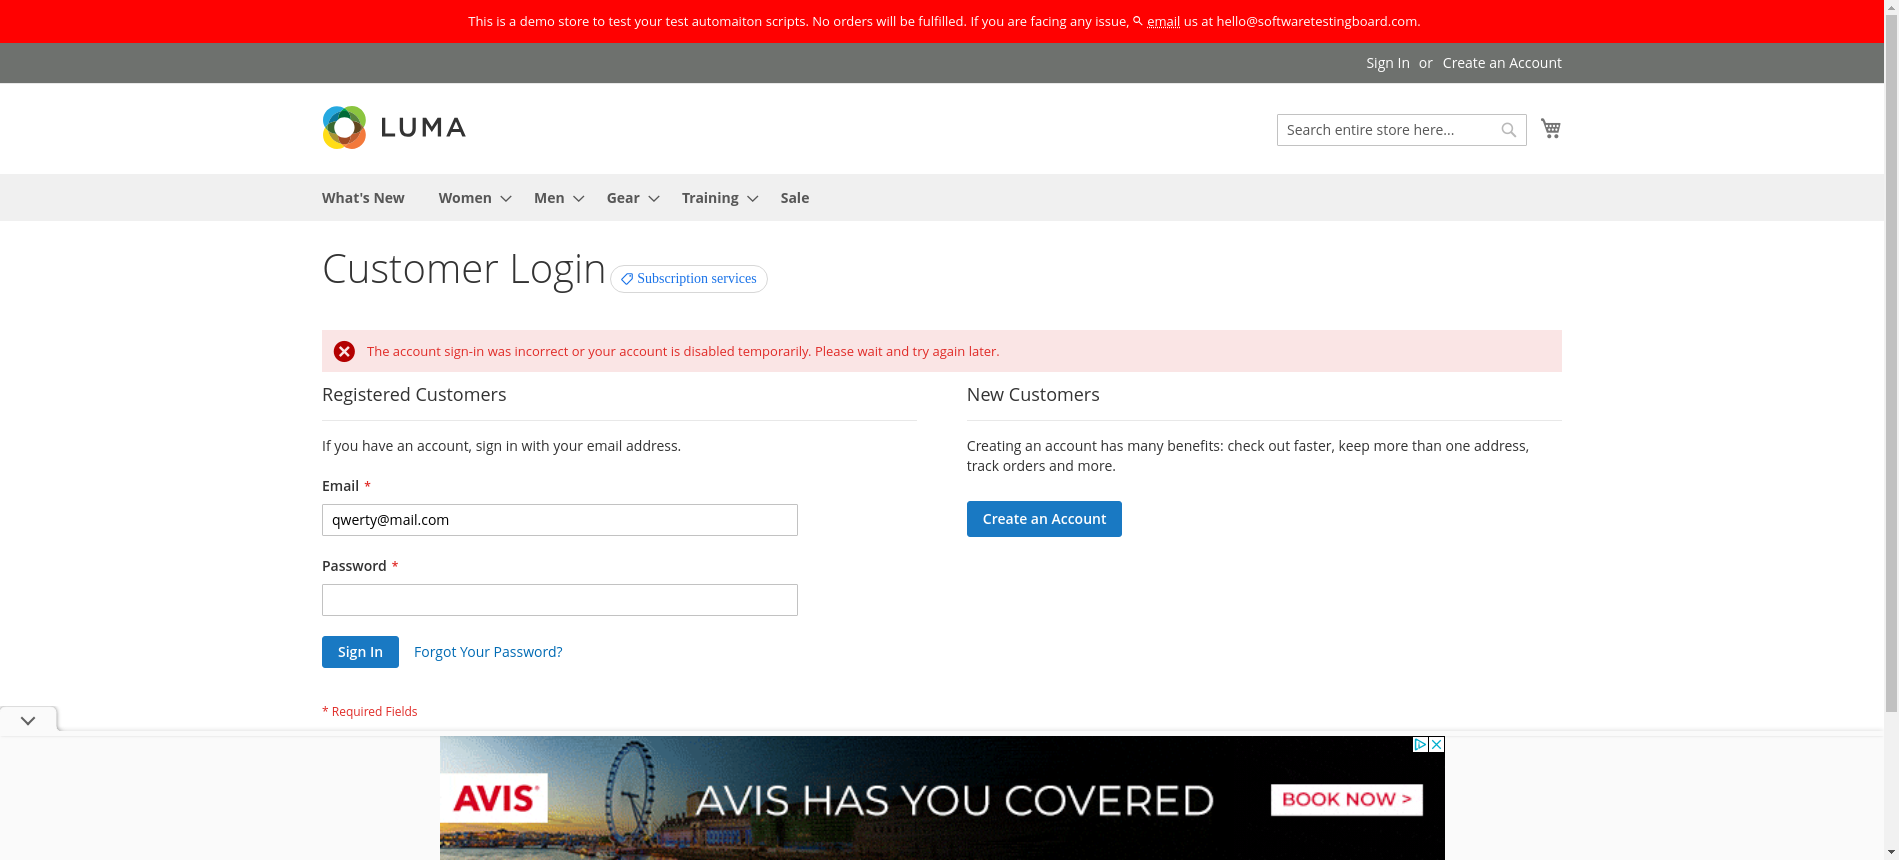 This is a demo store to test your test automaiton scripts. No orders will be fulfilled. If you are facing any issue, email us at hello@softwaretestingboard.com.
Sign In or Create an Account
LUMA
Search entire store here...
What's New Women Men Gear Training Sale
Customer Login Subscription services
The account sign-in was incorrect or your account is disabled temporarily. Please wait and try again later.
Registered Customers
If you have an account, sign in with your email address.
Email *
qwerty@mail.com
Password *
Sign In Forgot Your Password?
* Required Fields
New Customers
Creating an account has many benefits: check out faster, keep more than one address,
track orders and more.
Create an Account
AVIS AVIS HAS YOU COVERED BOOK NOW >